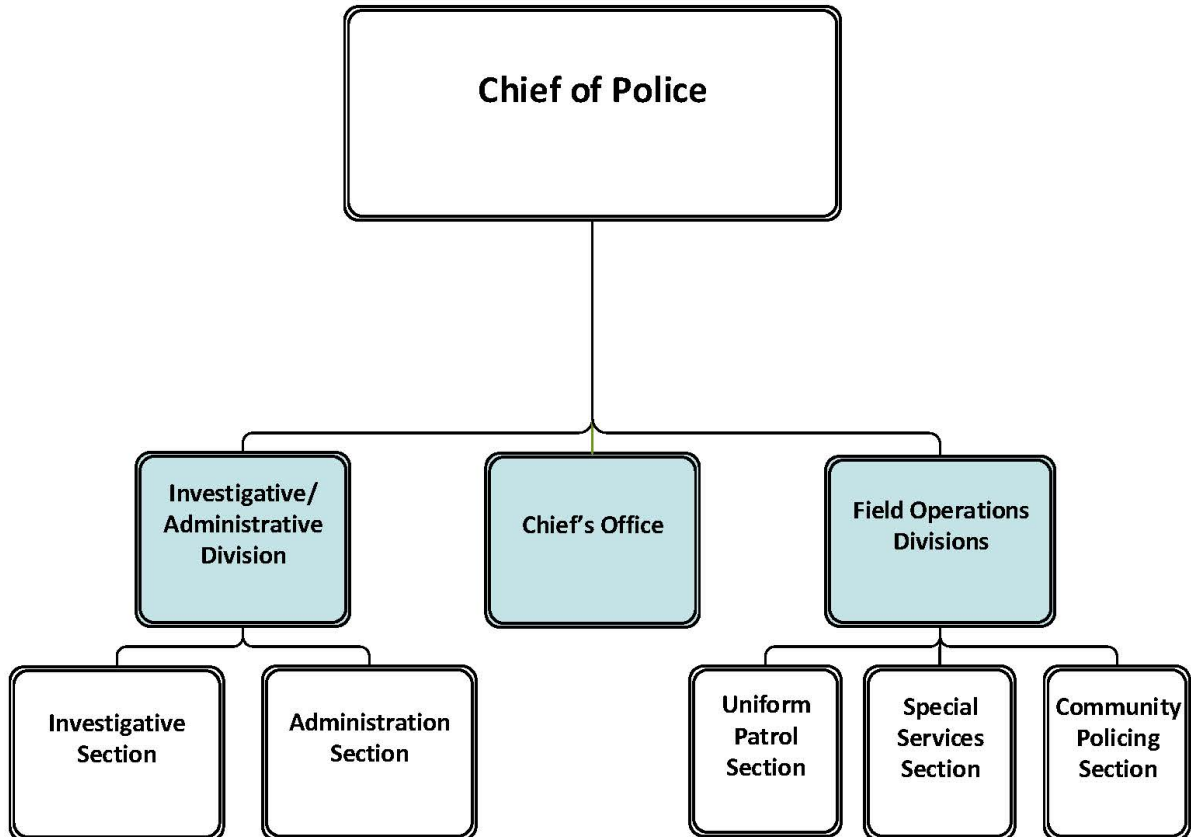 Chief of Police
Investigative/
Administrative
Division
Chief’s Office
Field Operations
Divisions
Investigative
Section
Administration
Section
Uniform
Patrol
Section
Special
Services
Section
Community
Policing
Section